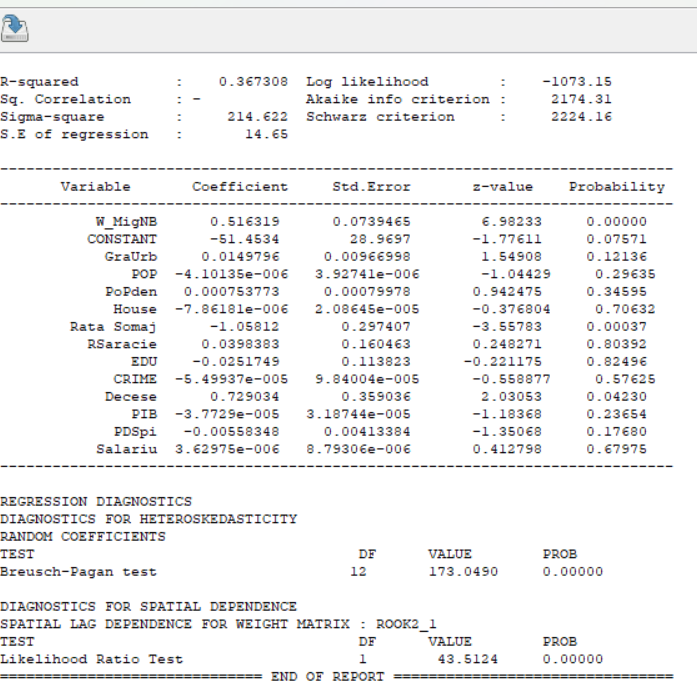 R-squared : 0.367308 Log likelihood : -1073.15
Sq. Correlation : - Akaike info criterion : 2174.31
Sigma-square : 214.622 Schwarz criterion : 2224.16
S.E of regression : 14.65
-----------------------------------------------------------------------------
Variable Coefficient Std.Error z-value Probability
-----------------------------------------------------------------------------
W_MigNB 0.516319 0.0739465 6.98233 0.00000
CONSTANT -51.4534 28.9697 -1.77611 0.07571
GraUrb 0.0149796 0.00966998 1.54908 0.12136
POP -4.10135e-006 3.92741e-006 -1.04429 0.29635
PoPden 0.000753773 0.00079978 0.942475 0.34595
House -7.86181e-006 2.08645e-005 -0.376804 0.70632
Rata Somaj -1.05812 0.297407 -3.55783 0.00037
RSaracie 0.0398383 0.160463 0.248271 0.80392
EDU -0.0251749 0.113823 -0.221175 0.82496
CRIME -5.49937e-005 9.84004e-005 -0.558877 0.57625
Decese 0.729034 0.359036 2.03053 0.04230
PIB -3.7729e-005 3.18744e-005 -1.18368 0.23654
PDSpi -0.00558348 0.00413384 -1.35068 0.17680
Salariu 3.62975e-006 8.79306e-006 0.412798 0.67975
-----------------------------------------------------------------------------
REGRESSION DIAGNOSTICS
DIAGNOSTICS FOR HETEROSKEDASTICITY
RANDOM COEFFICIENTS
TEST DF VALUE PROB
Breusch-Pagan test 12 173.0490 0.00000
DIAGNOSTICS FOR SPATIAL DEPENDENCE
SPATIAL LAG DEPENDENCE FOR WEIGHT MATRIX : ROOK2_1
TEST DF VALUE PROB
Likelihood Ratio Test 1 43.5124 0.00000
============================== END OF REPORT ================================